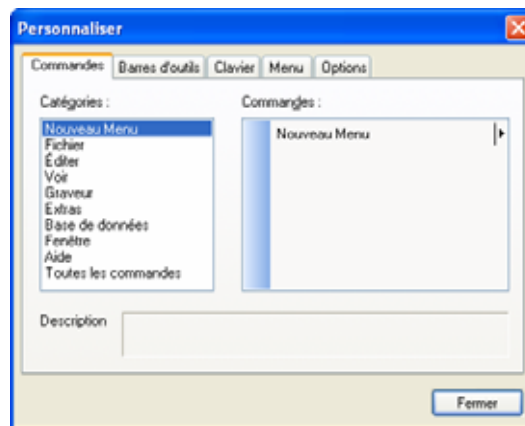 Personnaliser
Commandes Barres d'outils Clavier Menu Options
Catégories : Commandes :
Nouveau Menu
Fichier
Éditer
Voir
Graveur
Extras
Base de données
Fenêtre
Aide
Toutes les commandes
Nouveau Menu
Description
Fermer